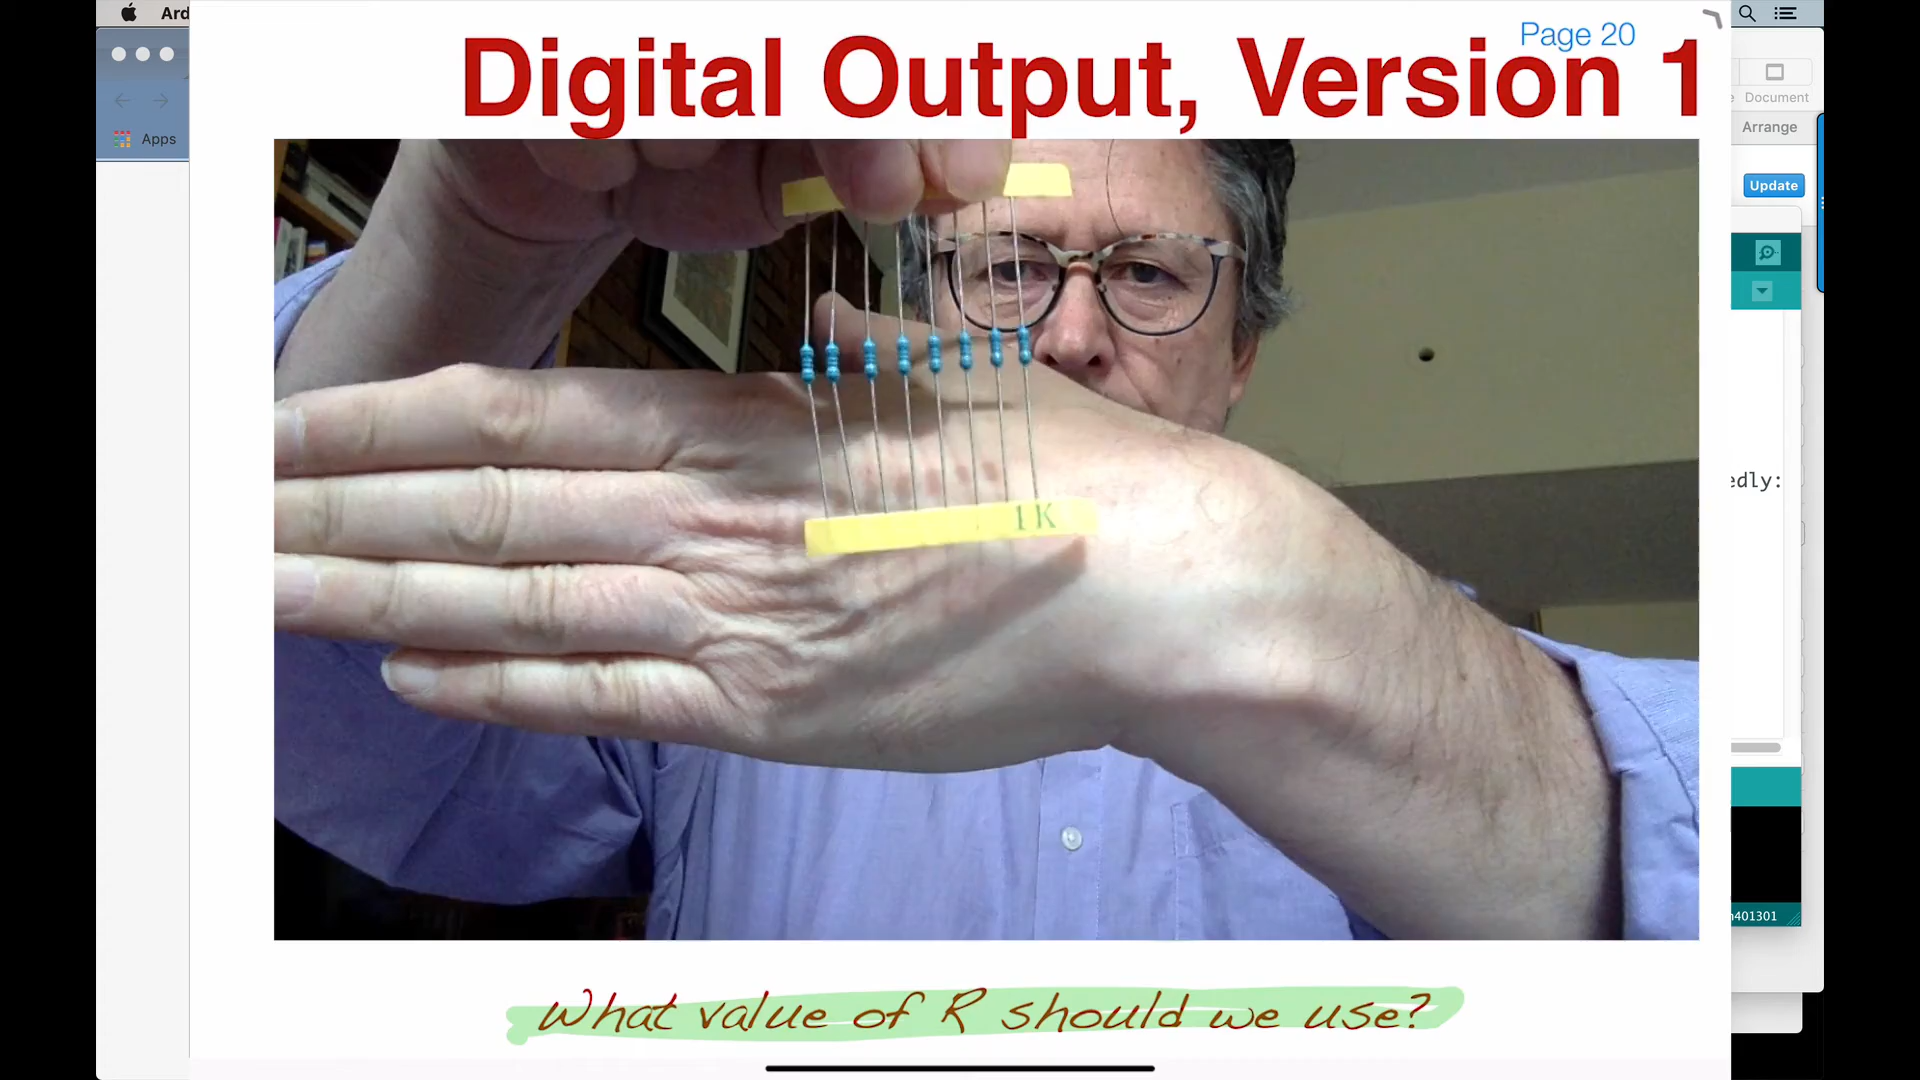 Ard
Page 20
Digital Output, Version 1
Document
Arrange
Apps
Update
1K
edly:
401301
What value of R should we use?